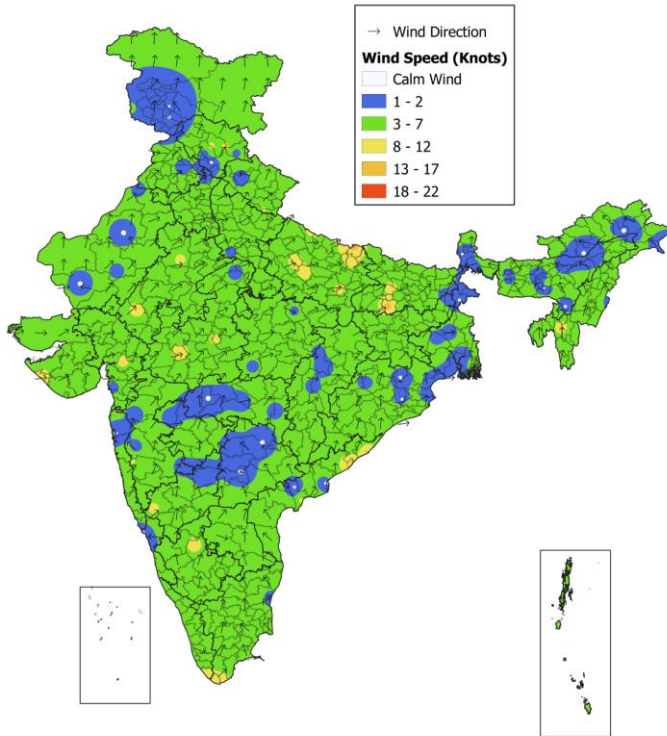 Wind Direction
Wind Speed (Knots)
Calm Wind
1 - 2
3 - 7
8 - 12
13 - 17
18 - 22